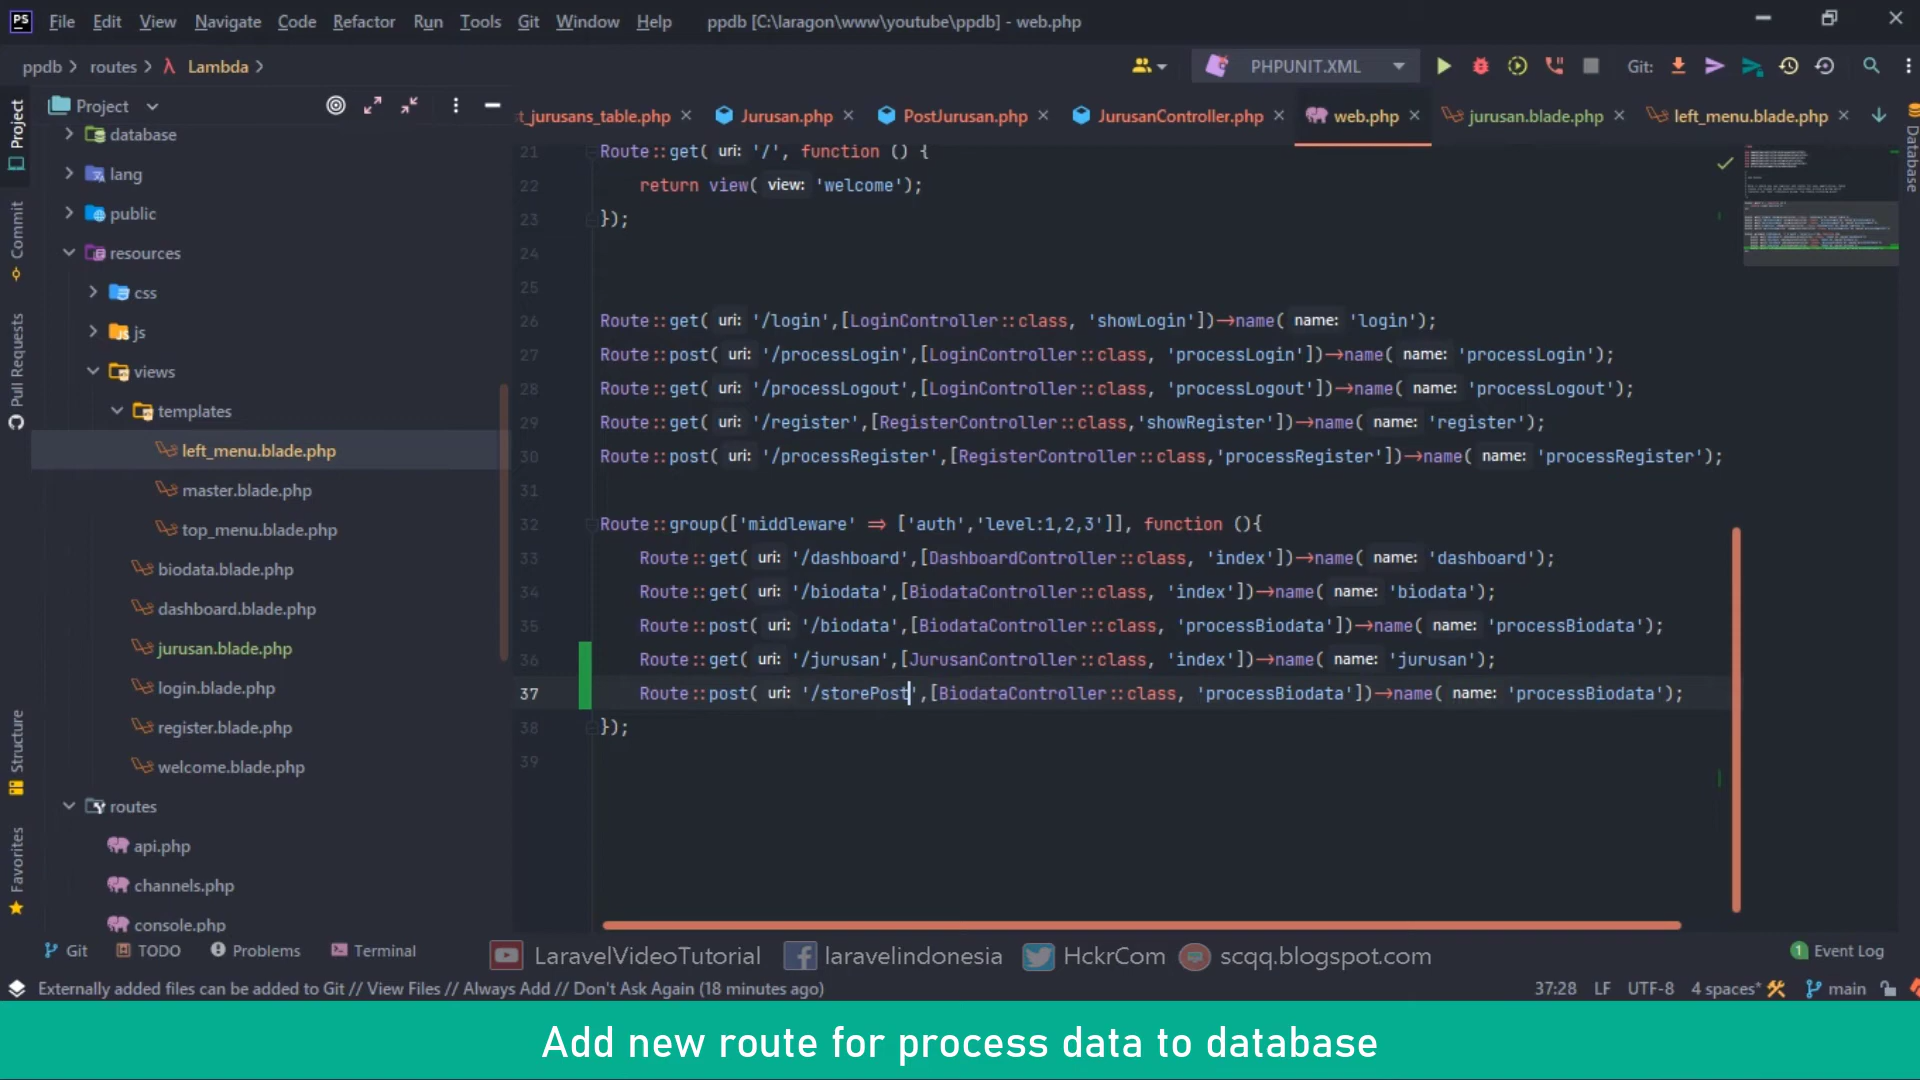 PS File Edit View Navigate Code Refactor Run Tools Git Window Help ppdb [C:\laragon\www\youtube\ppdb] - web.php
ppdb routes λ Lambda PHPUNIT.XML Git:
Project
t_jurusans_table.php Jurusan.php PostJurusan.php JurusanController.php web.php jurusan.blade.php left_menu.blade.php
Project
Commit
Pull Requests
Structure
Favorites
Database
database
lang
public
resources
css
js
views
templates
left_menu.blade.php
master.blade.php
top_menu.blade.php
biodata.blade.php
dashboard.blade.php
jurusan.blade.php
login.blade.php
register.blade.php
welcome.blade.php
routes
api.php
channels.php
console.php
21 Route::get( uri: '/', function () {
22 return view( view: 'welcome');
23 });
24
25
26 Route::get( uri: '/login',[LoginController::class, 'showLogin'])->name( name: 'login');
27 Route::post( uri: '/processLogin',[LoginController::class, 'processLogin'])->name( name: 'processLogin');
28 Route::get( uri: '/processLogout',[LoginController::class, 'processLogout'])->name( name: 'processLogout');
29 Route::get( uri: '/register',[RegisterController::class,'showRegister'])->name( name: 'register');
30 Route::post( uri: '/processRegister',[RegisterController::class,'processRegister'])->name( name: 'processRegister');
31
32 Route::group(['middleware' => ['auth','level:1,2,3']], function (){
33 Route::get( uri: '/dashboard',[DashboardController::class, 'index'])->name( name: 'dashboard');
34 Route::get( uri: '/biodata',[BiodataController::class, 'index'])->name( name: 'biodata');
35 Route::post( uri: '/biodata',[BiodataController::class, 'processBiodata'])->name( name: 'processBiodata');
36 Route::get( uri: '/jurusan',[JurusanController::class, 'index'])->name( name: 'jurusan');
37 Route::post( uri: '/storePost',[BiodataController::class, 'processBiodata'])->name( name: 'processBiodata');
38 });
39
Git TODO Problems Terminal LaravelVideoTutorial laravelindonesia HckrCom scqq.blogspot.com 1 Event Log
Externally added files can be added to Git // View Files // Always Add // Don't Ask Again (18 minutes ago) 37:28 LF UTF-8 4 spaces* main
Add new route for process data to database